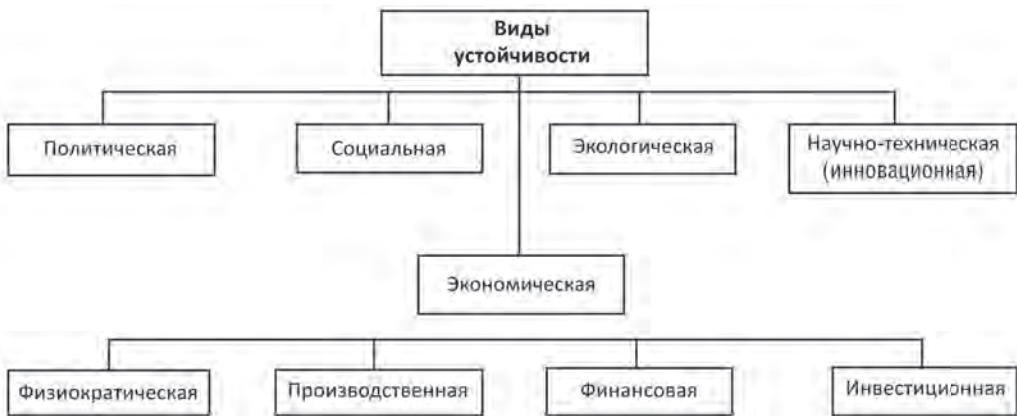 Виды
устойчивости
Политическая
Социальная
Экологическая
Научно-техническая
(инновационная)
Экономическая
Физиократическая
Производственная
Финансовая
Инвестиционная